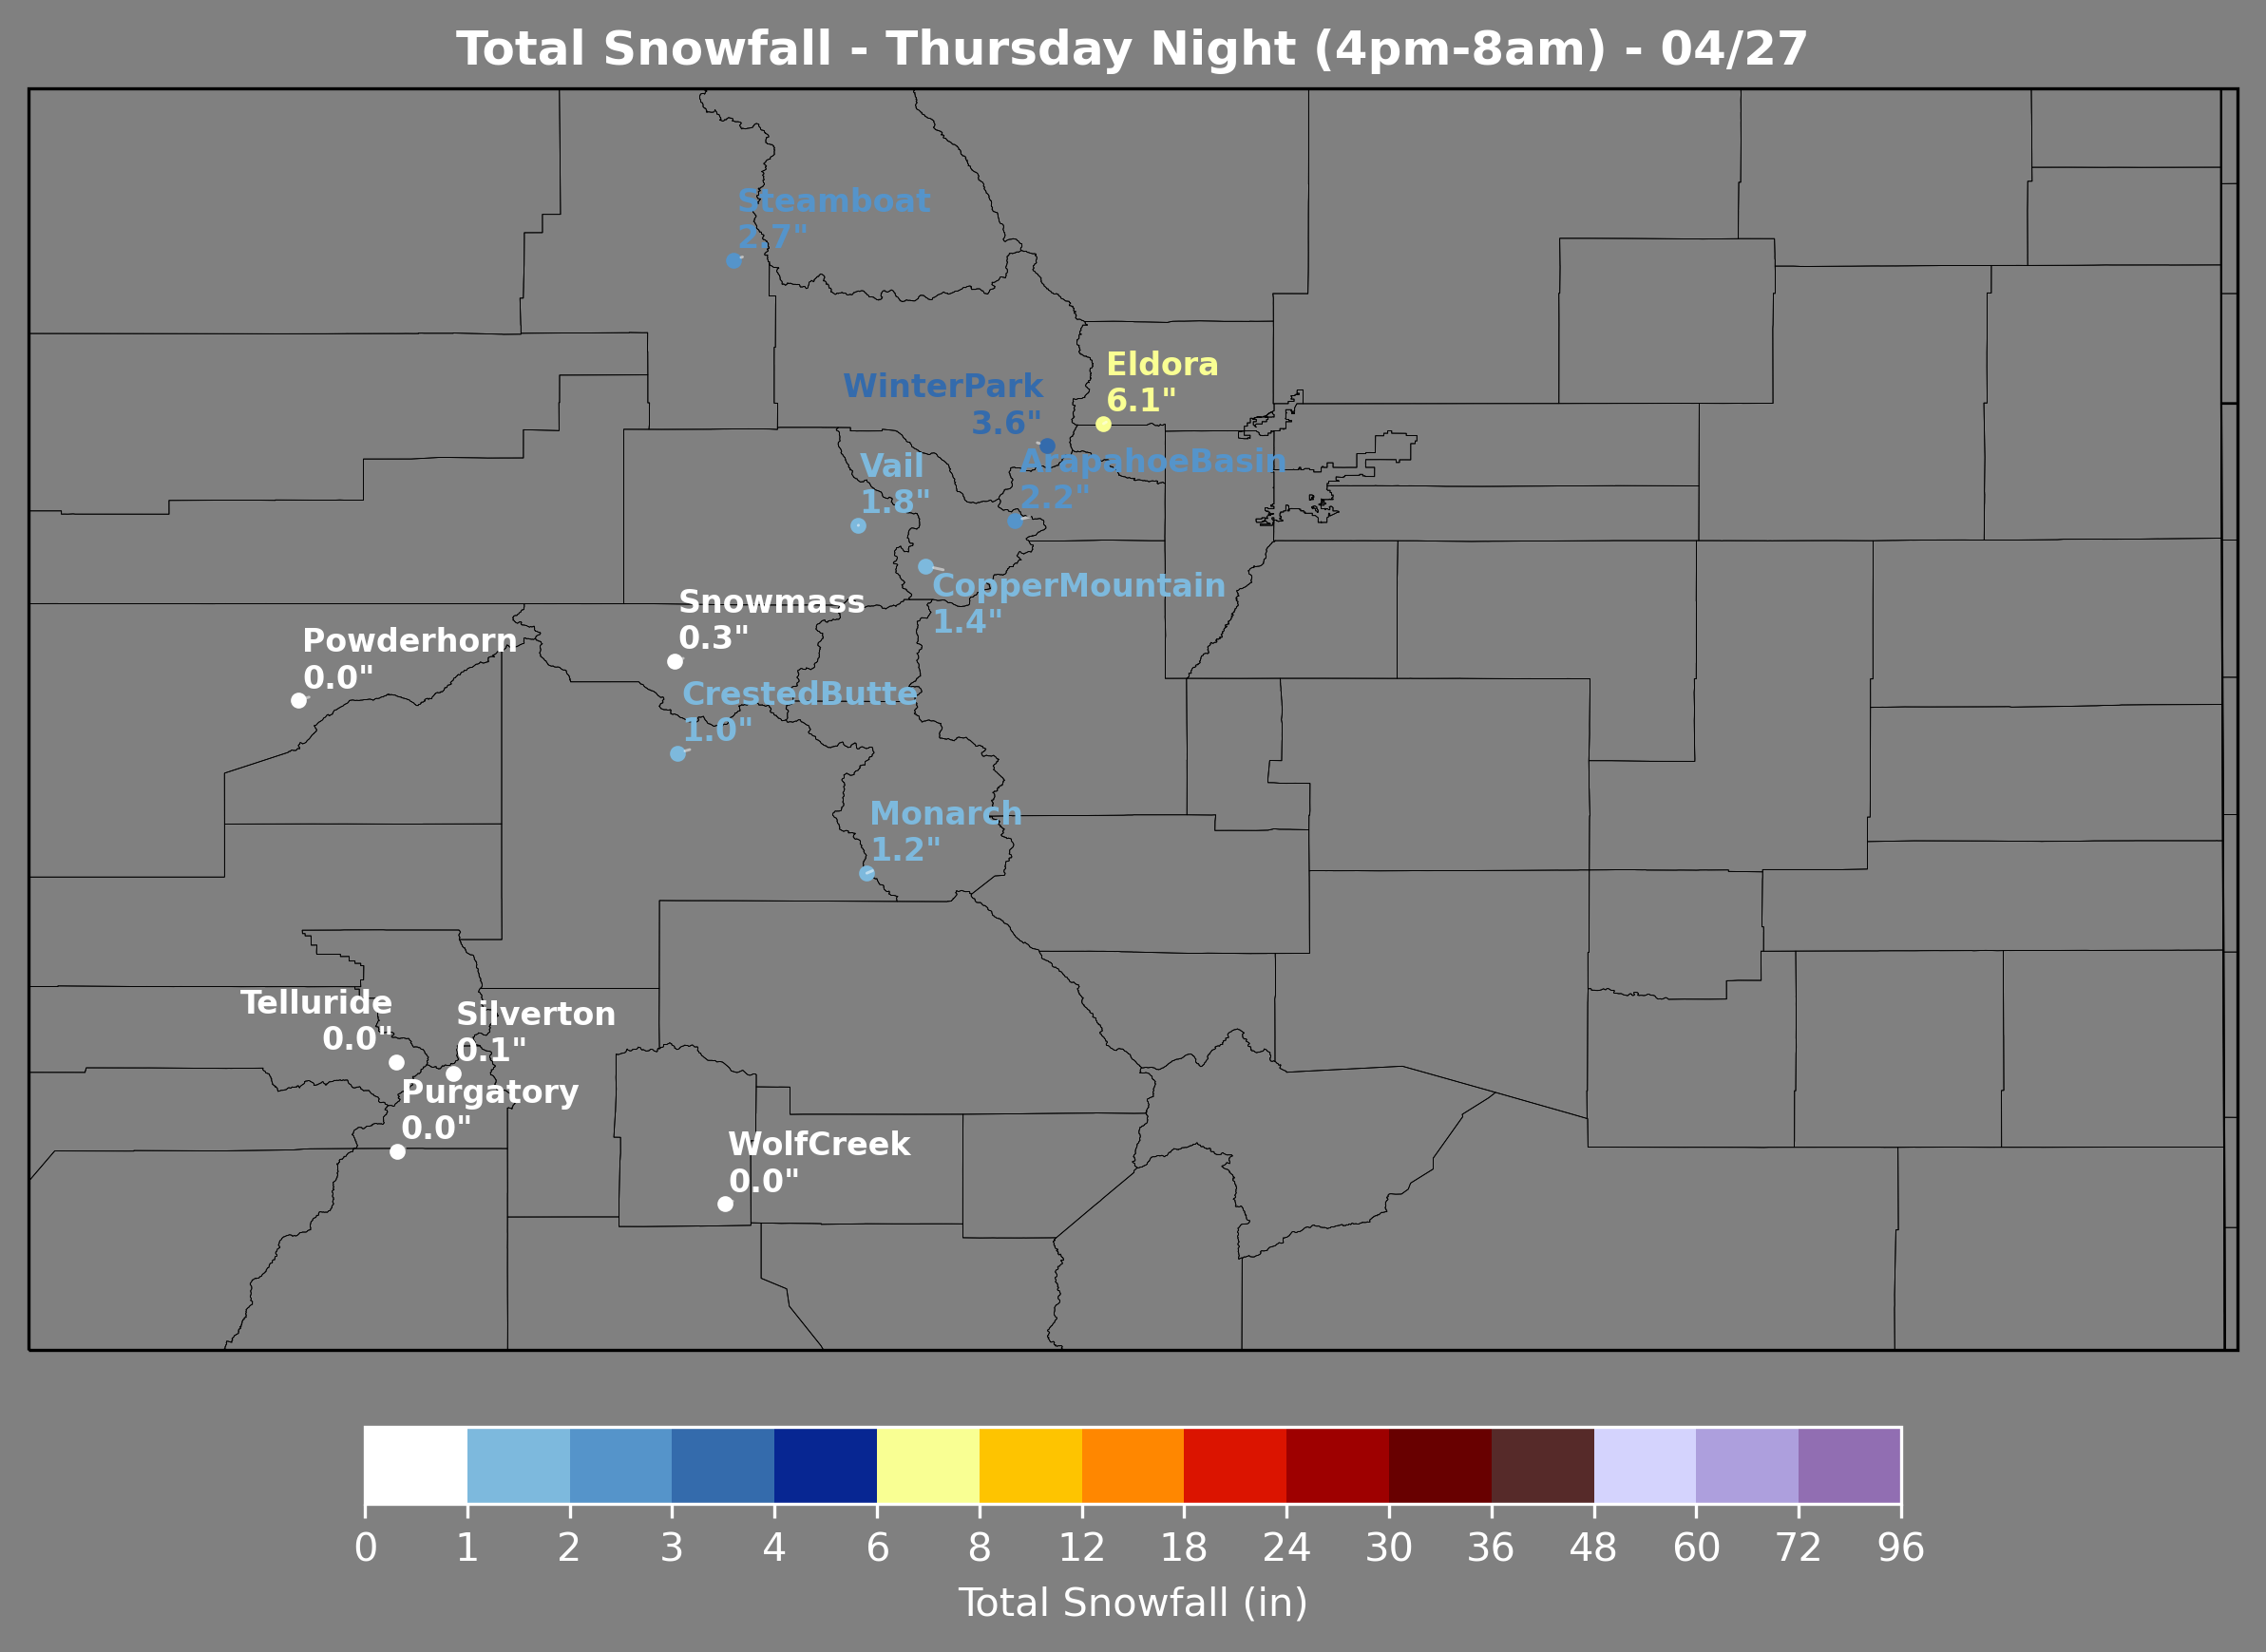 Total Snowfall - Thursday Night (4pm-8am) - 04/27
Steamboat
2.7"
Eldora
6.1"
WinterPark
3.6"
ArapahoeBasin
2.2"
Vail
1.8"
CopperMountain
1.4"
Snowmass
0.3"
Powderhorn
0.0"
CrestedButte
1.0"
Monarch
1.2"
Telluride
0.0"
Silverton
0.1"
Purgatory
0.0"
WolfCreek
0.0"
0 1 2 3 4 6 8 12 18 24 30 36 48 60 72 96
Total Snowfall (in)